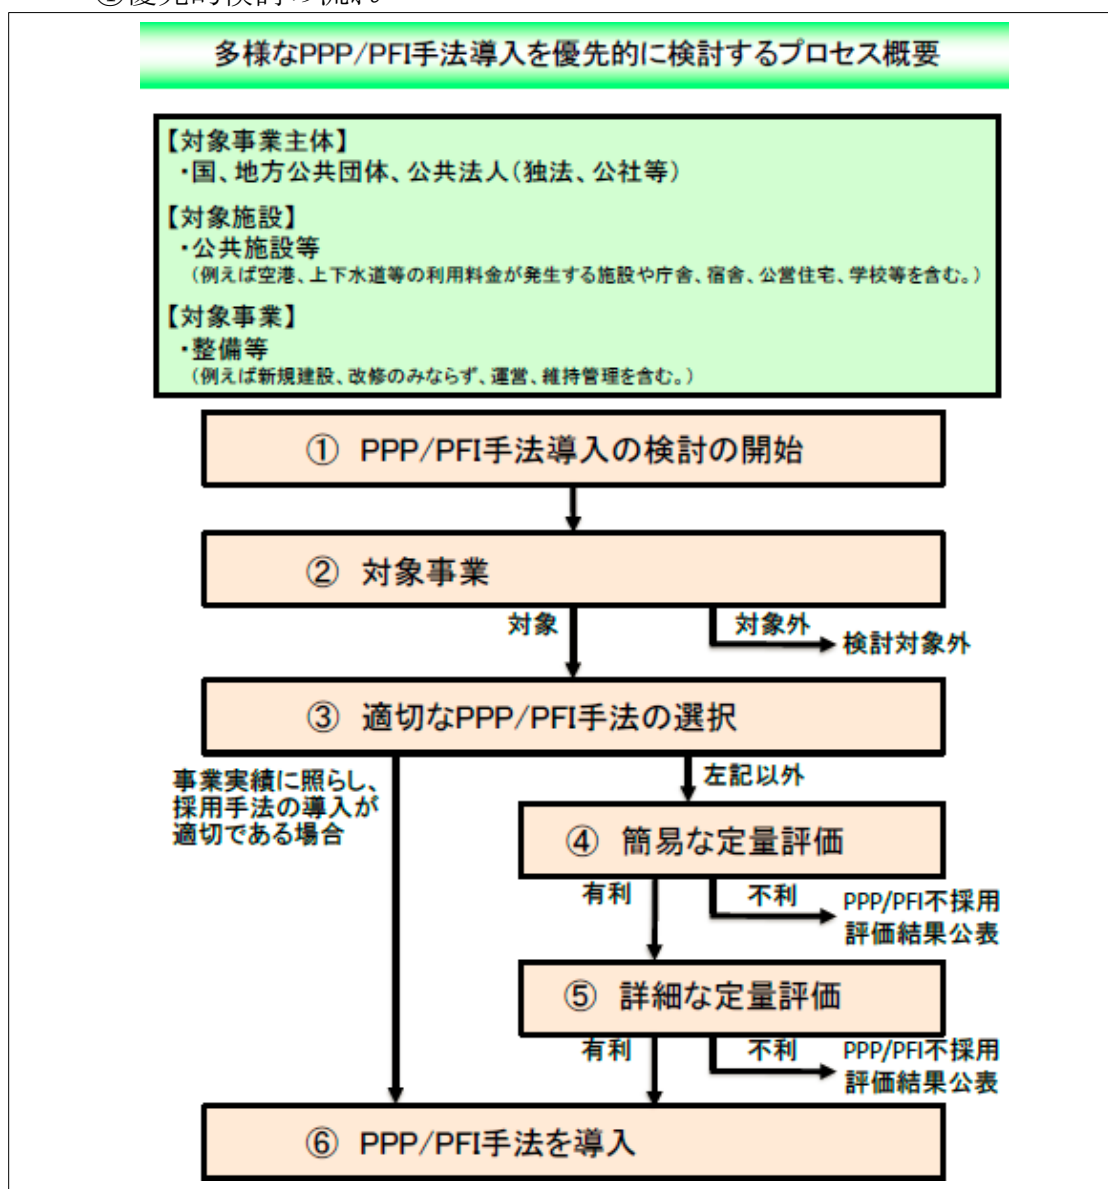 優先的検討の流れ
多様なPPP/PFI手法導入を優先的に検討するプロセス概要
【対象事業主体】
・国、地方公共団体、公共法人(独法、公社等)
【対象施設】
・公共施設等
(例えば空港、上下水道等の利用料金が発生する施設や庁舎、宿舎、公営住宅、学校等を含む。)
【対象事業】
・整備等
(例えば新規建設、改修のみならず、運営、維持管理を含む。)
① PPP/PFI手法導入の検討の開始
② 対象事業
対象
対象外
検討対象外
③ 適切なPPP/PFI手法の選択
事業実績に照らし、
採用手法の導入が
適切である場合
左記以外
④ 簡易な定量評価
有利
不利
PPP/PFI不採用
評価結果公表
⑤ 詳細な定量評価
有利
不利
PPP/PFI不採用
評価結果公表
⑥ PPP/PFI手法を導入